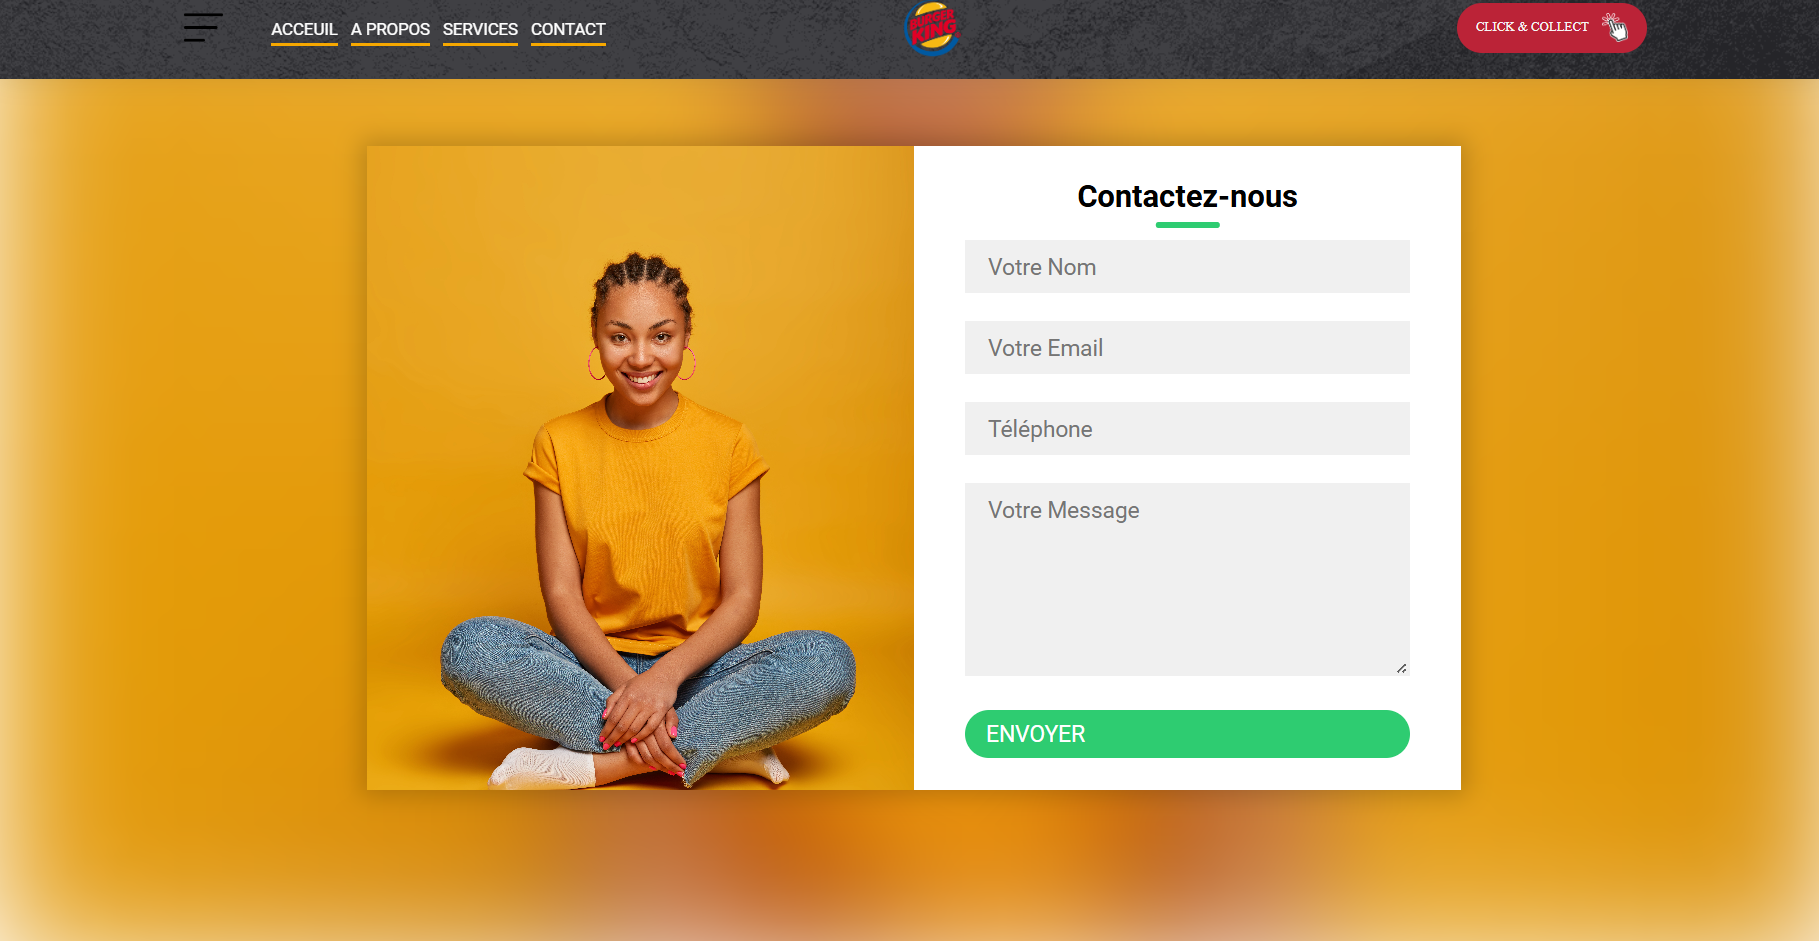 ACCEUIL A PROPOS SERVICES CONTACT
BURGER
KING
CLICK & COLLECT
Contactez-nous
Votre Nom
Votre Email
Téléphone
Votre Message
ENVOYER